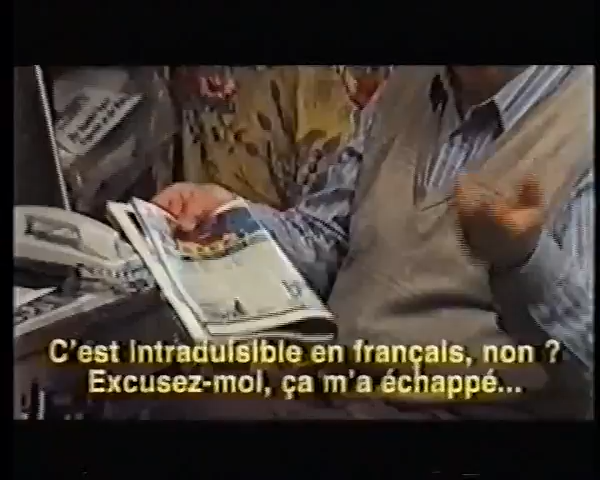 C'est intraduisible en français, non ?
Excusez-moi, ça m'a échappé...